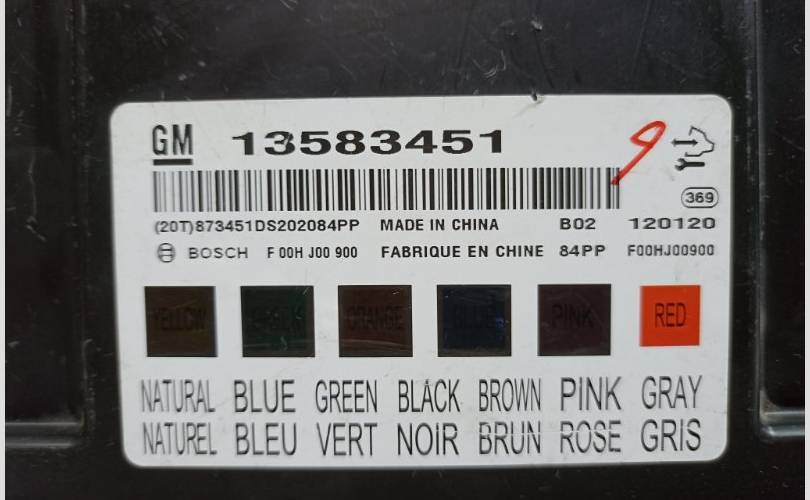 GM 13583451 9
369
(20T)873451DS202084PP MADE IN CHINA B02 120120
BOSCH F 00H J00 900 FABRIQUE EN CHINE 84PP F00HJ00900
YELLOW BLACK ORANGE BLUE PINK RED
NATURAL BLUE GREEN BLACK BROWN PINK GRAY
NATUREL BLEU VERT NOIR BRUN ROSE GRIS